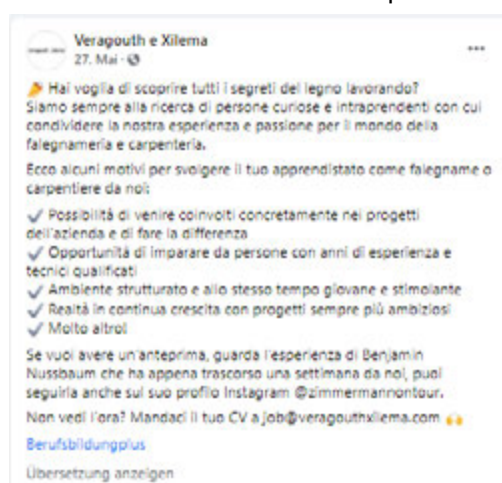 Veragouth e Xilema
27. Mai
Hai voglia di scoprire tutti i segreti del legno lavorando?
Siamo sempre alla ricerca di persone curiose e intraprendenti con cui
condividere la nostra esperienza e passione per il mondo della
falegnameria e carpenteria.
Ecco alcuni motivi per svolgere il tuo apprendistato come falegname o
carpentiere da noi:
✓ Possibilità di venire coinvolti concretamente nei progetti
dell'azienda e di fare la differenza
✓ Opportunità di imparare da persone con anni di esperienza e
tecnici qualificati
✓ Ambiente strutturato e allo stesso tempo giovane e stimolante
✓ Realtà in continua crescita con progetti sempre più ambiziosi
✓ Molto altro!
Se vuoi avere un'anteprima, guarda l'esperienza di Benjamin
Nussbaum che ha appena trascorso una settimana da noi, puoi
seguirla anche sul suo profilo Instagram @zimmermannontour.
Non vedi l'ora? Mandaci il tuo CV a job@veragouthxilema.com
Berufsbildungplus
Übersetzung anzeigen